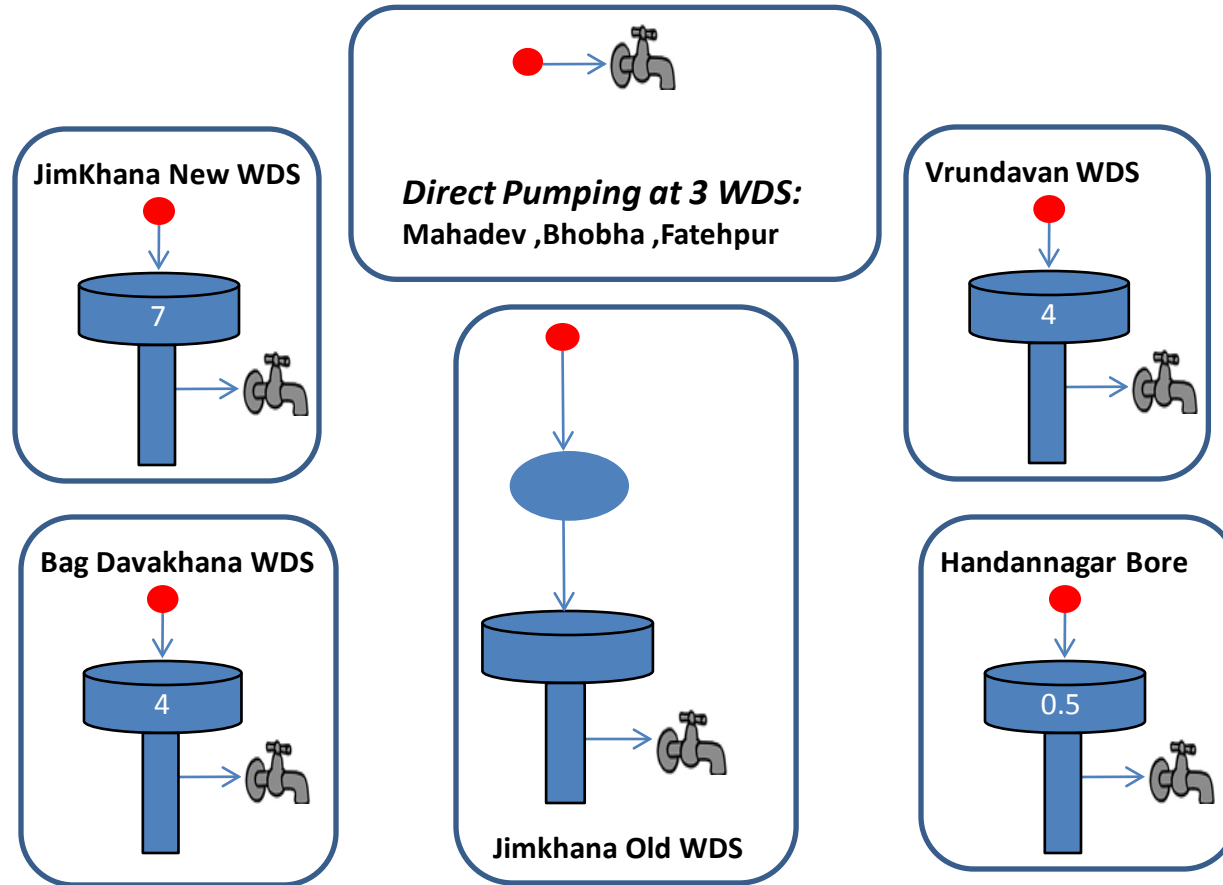 Direct Pumping at 3 WDS:
Mahadev ,Bhobha ,Fatehpur
JimKhana New WDS
7
Vrundavan WDS
4
Bag Davakhana WDS
4
Jimkhana Old WDS
Handannagar Bore
0.5